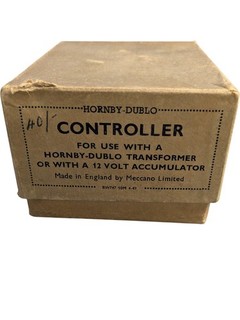 HORNBY-DUBLO
40/-
CONTROLLER
FOR USE WITH A
HORNBY-DUBLO TRANSFORMER
OR WITH A 12 VOLT ACCUMULATOR
Made in England by Meccano Limited